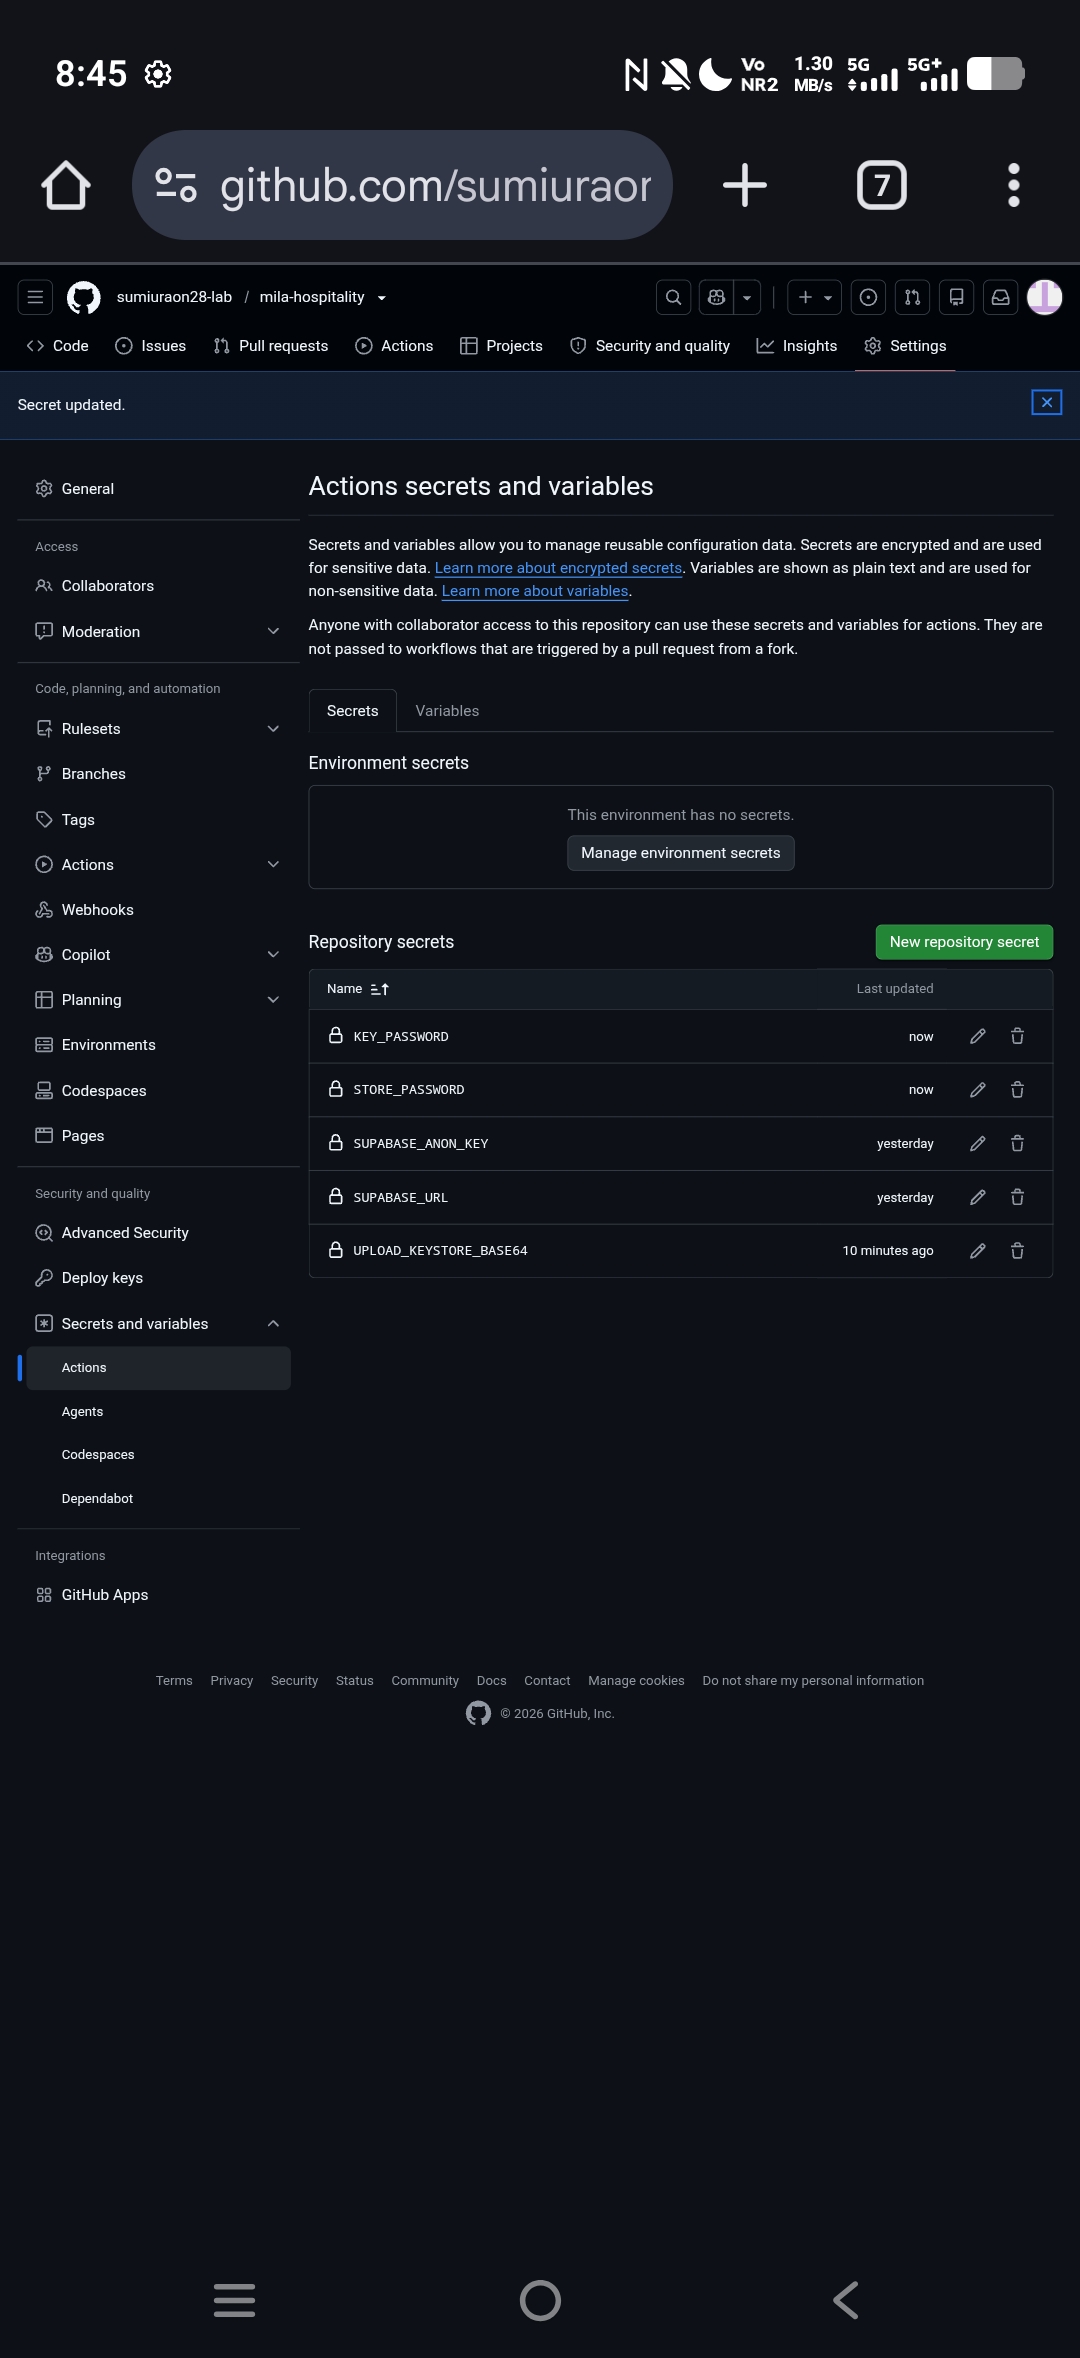 8:45
Vo NR2
1.30 MB/s
5G
5G+
github.com/sumiuraor
7
sumiuraon28-lab / mila-hospitality
Code
Issues
Pull requests
Actions
Projects
Security and quality
Insights
Settings
Secret updated.
General
Access
Collaborators
Moderation
Code, planning, and automation
Rulesets
Branches
Tags
Actions
Webhooks
Copilot
Planning
Environments
Codespaces
Pages
Security and quality
Advanced Security
Deploy keys
Secrets and variables
Actions
Agents
Codespaces
Dependabot
Integrations
GitHub Apps
Actions secrets and variables
Secrets and variables allow you to manage reusable configuration data. Secrets are encrypted and are used
for sensitive data. Learn more about encrypted secrets. Variables are shown as plain text and are used for
non-sensitive data. Learn more about variables.
Anyone with collaborator access to this repository can use these secrets and variables for actions. They are
not passed to workflows that are triggered by a pull request from a fork.
Secrets
Variables
Environment secrets
This environment has no secrets.
Manage environment secrets
Repository secrets
New repository secret
Name
Last updated
KEY_PASSWORD now
STORE_PASSWORD now
SUPABASE_ANON_KEY yesterday
SUPABASE_URL yesterday
UPLOAD_KEYSTORE_BASE64 10 minutes ago
Terms Privacy Security Status Community Docs Contact Manage cookies Do not share my personal information
© 2026 GitHub, Inc.